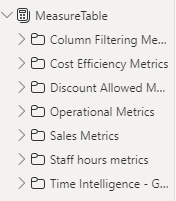 MeasureTable
Column Filtering Me...
Cost Efficiency Metrics
Discount Allowed M...
Operational Metrics
Sales Metrics
Staff hours metrics
Time Intelligence - G...